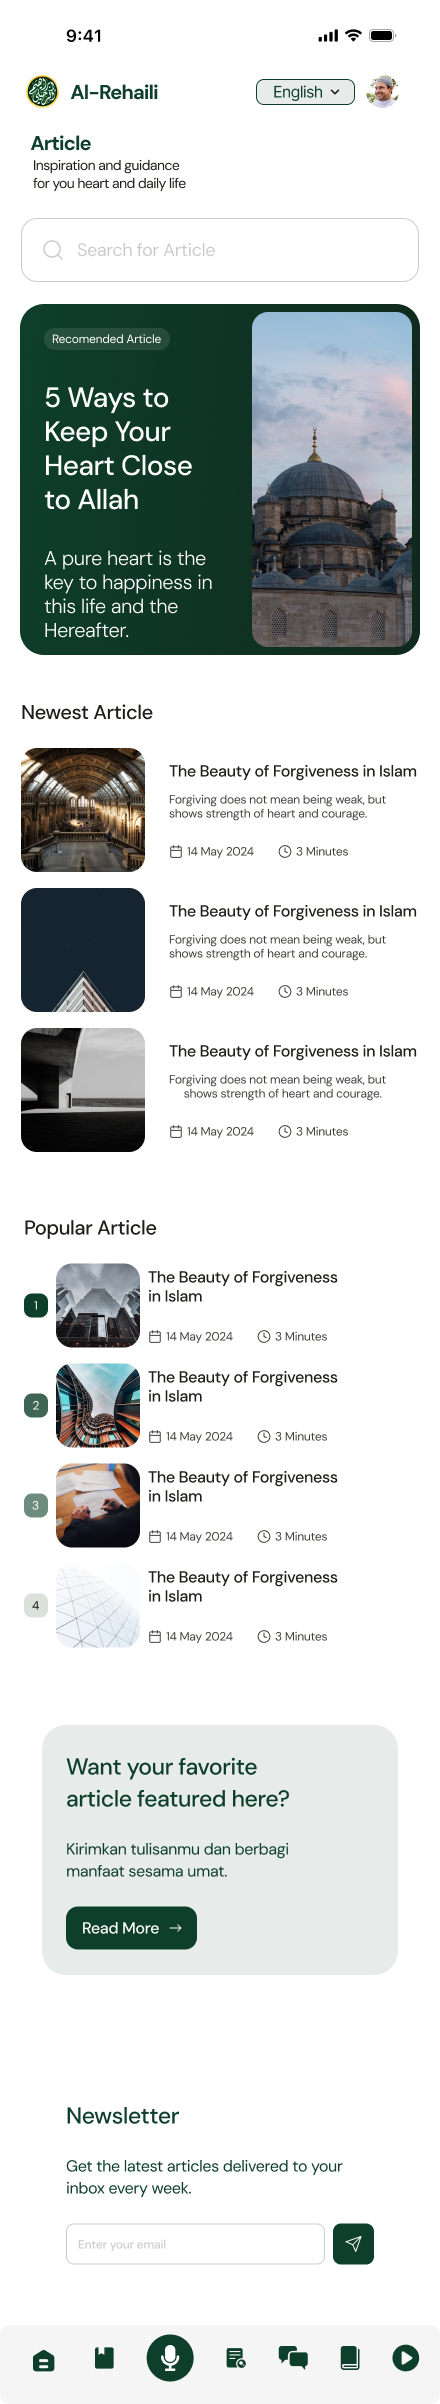 9:41
Al-Rehaili
English
Article
Inspiration and guidance
for you heart and daily life
Search for Article
Recomended Article
5 Ways to
Keep Your
Heart Close
to Allah
A pure heart is the
key to happiness in
this life and the
Hereafter.
Newest Article
The Beauty of Forgiveness in Islam
Forgiving does not mean being weak, but
shows strength of heart and courage.
14 May 2024 3 Minutes
The Beauty of Forgiveness in Islam
Forgiving does not mean being weak, but
shows strength of heart and courage.
14 May 2024 3 Minutes
The Beauty of Forgiveness in Islam
Forgiving does not mean being weak, but
shows strength of heart and courage.
14 May 2024 3 Minutes
Popular Article
1
The Beauty of Forgiveness
in Islam
14 May 2024 3 Minutes
2
The Beauty of Forgiveness
in Islam
14 May 2024 3 Minutes
3
The Beauty of Forgiveness
in Islam
14 May 2024 3 Minutes
4
The Beauty of Forgiveness
in Islam
14 May 2024 3 Minutes
Want your favorite
article featured here?
Kirimkan tulisanmu dan berbagi
manfaat sesama umat.
Read More →
Newsletter
Get the latest articles delivered to your
inbox every week.
Enter your email